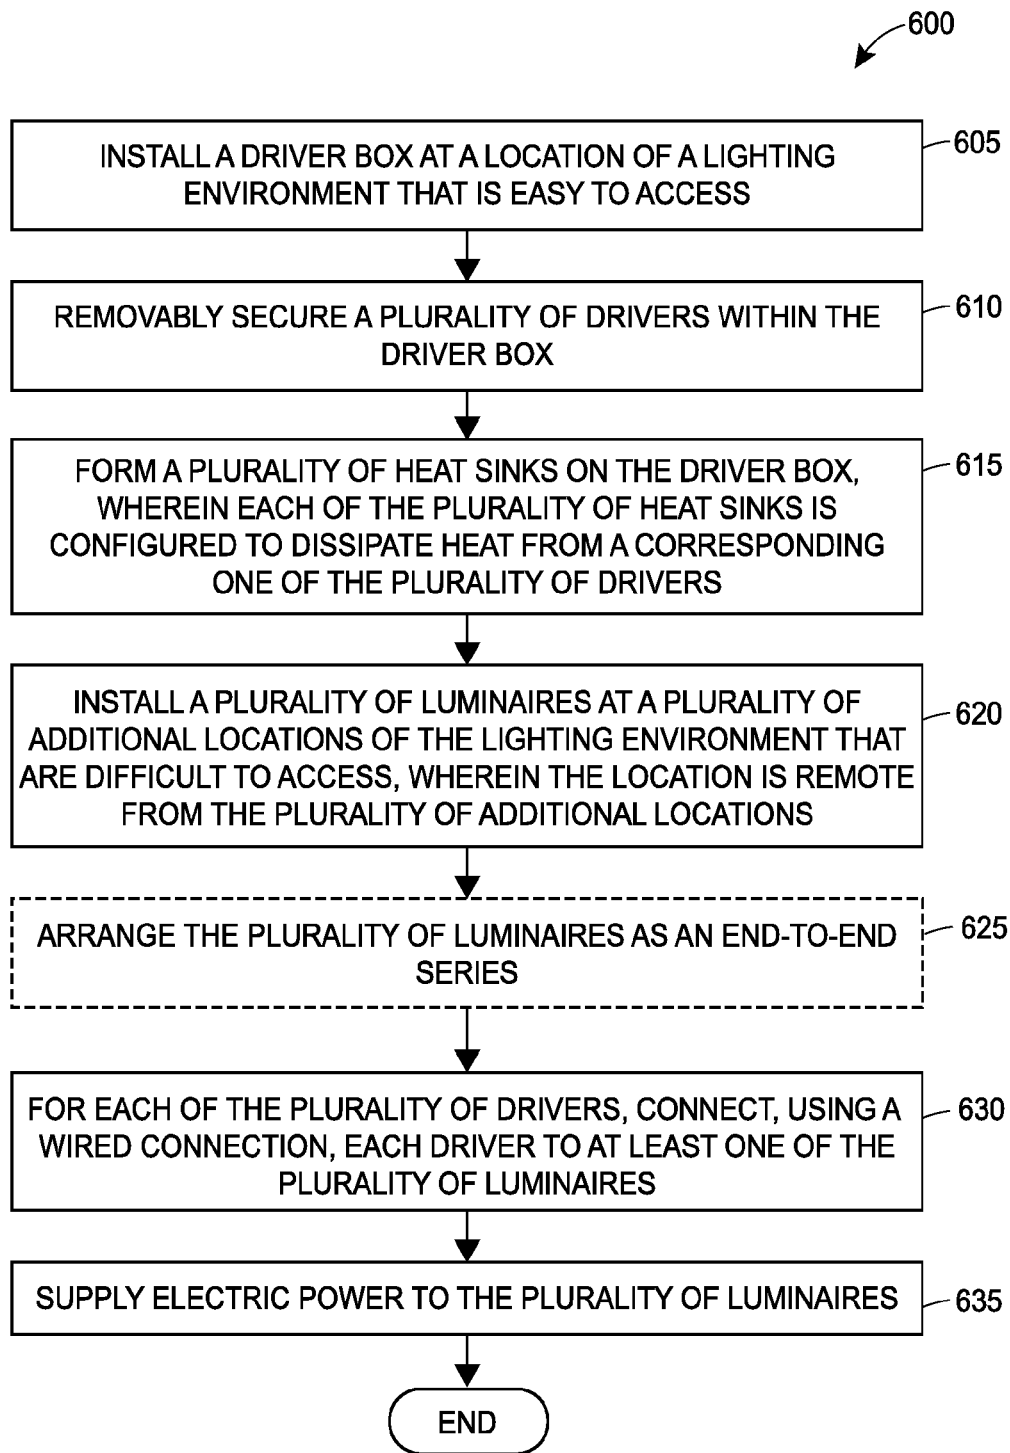 600
INSTALL A DRIVER BOX AT A LOCATION OF A LIGHTING
ENVIRONMENT THAT IS EASY TO ACCESS
605
REMOVABLY SECURE A PLURALITY OF DRIVERS WITHIN THE
DRIVER BOX
610
FORM A PLURALITY OF HEAT SINKS ON THE DRIVER BOX,
WHEREIN EACH OF THE PLURALITY OF HEAT SINKS IS
CONFIGURED TO DISSIPATE HEAT FROM A CORRESPONDING
ONE OF THE PLURALITY OF DRIVERS
615
INSTALL A PLURALITY OF LUMINAIRES AT A PLURALITY OF
ADDITIONAL LOCATIONS OF THE LIGHTING ENVIRONMENT THAT
ARE DIFFICULT TO ACCESS, WHEREIN THE LOCATION IS REMOTE
FROM THE PLURALITY OF ADDITIONAL LOCATIONS
620
ARRANGE THE PLURALITY OF LUMINAIRES AS AN END-TO-END
SERIES
625
FOR EACH OF THE PLURALITY OF DRIVERS, CONNECT, USING A
WIRED CONNECTION, EACH DRIVER TO AT LEAST ONE OF THE
PLURALITY OF LUMINAIRES
630
SUPPLY ELECTRIC POWER TO THE PLURALITY OF LUMINAIRES
635
END